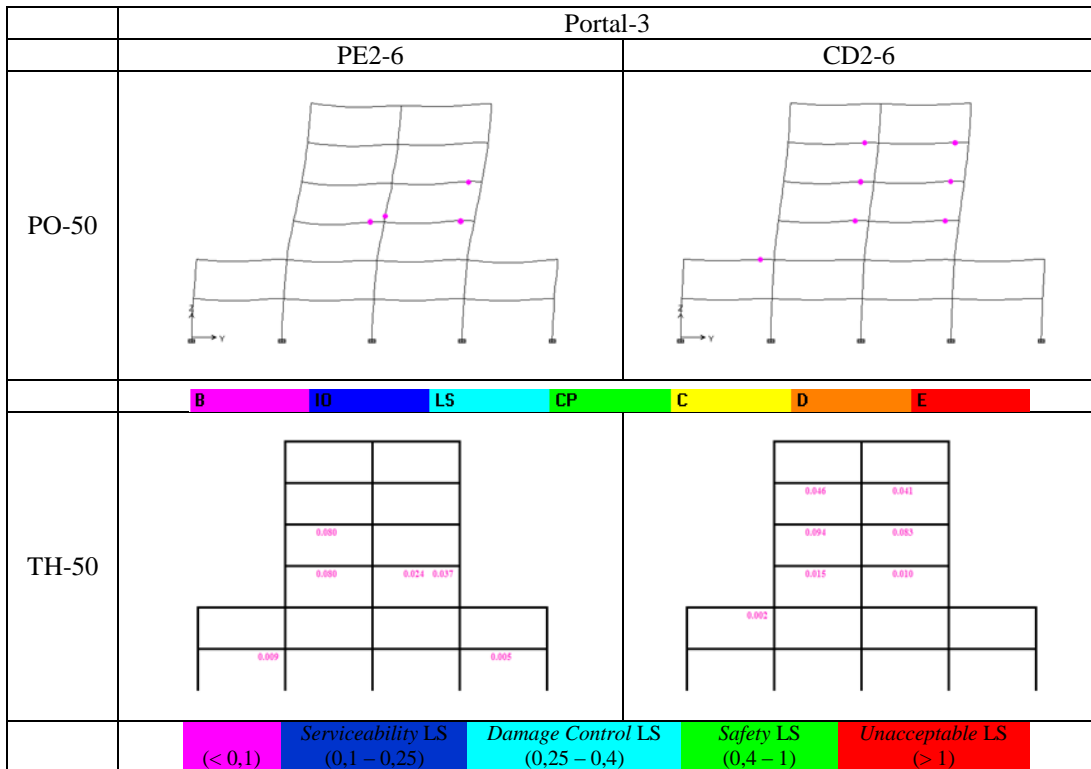 Portal-3
PE2-6 CD2-6
PO-50
Z
Y
Z
Y
B IO LS CP C D E
TH-50
0.080
0.080 0.024 0.037
0.009 0.005
0.046 0.041
0.094 0.083
0.015 0.010
0.002
(< 0,1)
Serviceability LS
(0,1 – 0,25)
Damage Control LS
(0,25 – 0,4)
Safety LS
(0,4 – 1)
Unacceptable LS
(> 1)